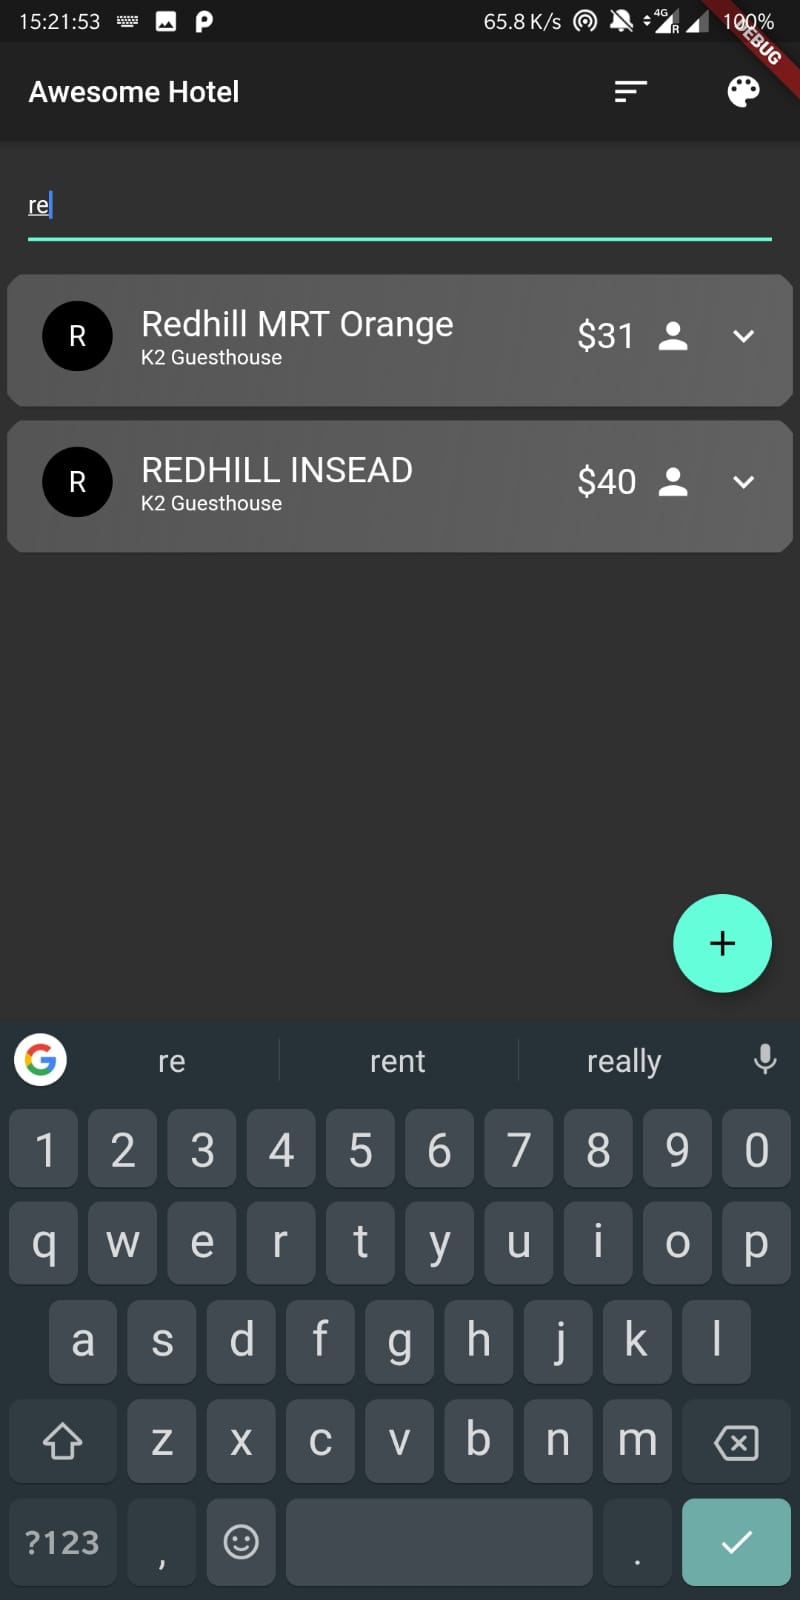 15:21:53 65.8 K/s 4G R 100%
DEBUG
Awesome Hotel
re
R Redhill MRT Orange $31
K2 Guesthouse
R REDHILL INSEAD $40
K2 Guesthouse
+
G re rent really
1 2 3 4 5 6 7 8 9 0
q w e r t y u i o p
a s d f g h j k l
z x c v b n m
?123 , .